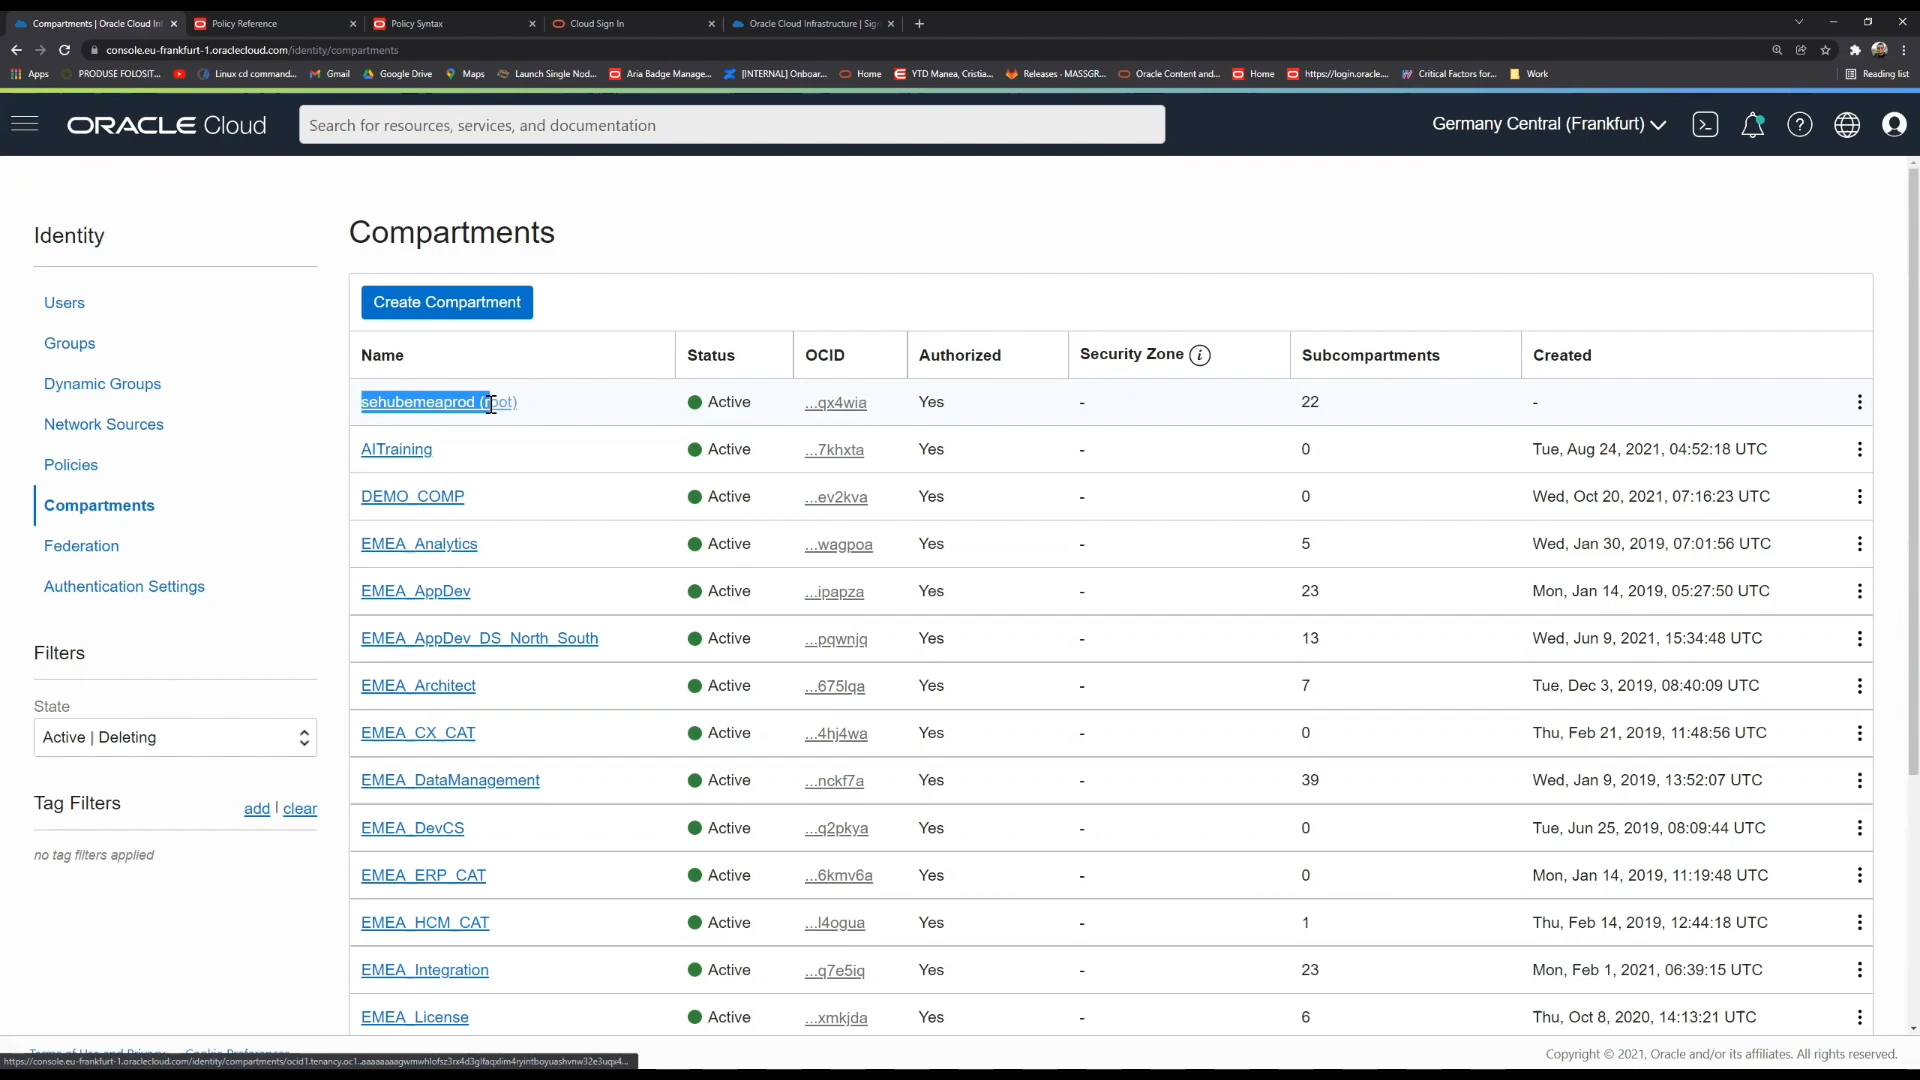 Compartments | Oracle Cloud Inf
Policy Reference
Policy Syntax
Cloud Sign In
Oracle Cloud Infrastructure | Sign
console.eu-frankfurt-1.oraclecloud.com/identity/compartments
Apps
PRODUSE FOLOSIT...
Linux cd command...
Gmail
Google Drive
Maps
Launch Single Nod...
Aria Badge Manage...
[INTERNAL] Onboar...
Home
YTD Manea, Cristia...
Releases - MASSGR...
Oracle Content and...
Home
https://login.oracle....
Critical Factors for...
Work
Reading list
ORACLE Cloud
Search for resources, services, and documentation
Germany Central (Frankfurt)
Identity
Users
Groups
Dynamic Groups
Network Sources
Policies
Compartments
Federation
Authentication Settings
Filters
State
Active | Deleting
Tag Filters add | clear
no tag filters applied
Compartments
Create Compartment
Name Status OCID Authorized Security Zone i Subcompartments Created
sehubemeaprod (root) Active ...qx4wia Yes - 22 -
AITraining Active ...7khxta Yes - 0 Tue, Aug 24, 2021, 04:52:18 UTC
DEMO_COMP Active ...ev2kva Yes - 0 Wed, Oct 20, 2021, 07:16:23 UTC
EMEA_Analytics Active ...wagpoa Yes - 5 Wed, Jan 30, 2019, 07:01:56 UTC
EMEA_AppDev Active ...ipapza Yes - 23 Mon, Jan 14, 2019, 05:27:50 UTC
EMEA_AppDev_DS_North_South Active ...pqwnjq Yes - 13 Wed, Jun 9, 2021, 15:34:48 UTC
EMEA_Architect Active ...675lqa Yes - 7 Tue, Dec 3, 2019, 08:40:09 UTC
EMEA_CX_CAT Active ...4hj4wa Yes - 0 Thu, Feb 21, 2019, 11:48:56 UTC
EMEA_DataManagement Active ...nckf7a Yes - 39 Wed, Jan 9, 2019, 13:52:07 UTC
EMEA_DevCS Active ...q2pkya Yes - 0 Tue, Jun 25, 2019, 08:09:44 UTC
EMEA_ERP_CAT Active ...6kmv6a Yes - 0 Mon, Jan 14, 2019, 11:19:48 UTC
EMEA_HCM_CAT Active ...l4ogua Yes - 1 Thu, Feb 14, 2019, 12:44:18 UTC
EMEA_Integration Active ...q7e5iq Yes - 23 Mon, Feb 1, 2021, 06:39:15 UTC
EMEA_License Active ...xmkjda Yes - 6 Thu, Oct 8, 2020, 14:13:21 UTC
Copyright © 2021, Oracle and/or its affiliates. All rights reserved.